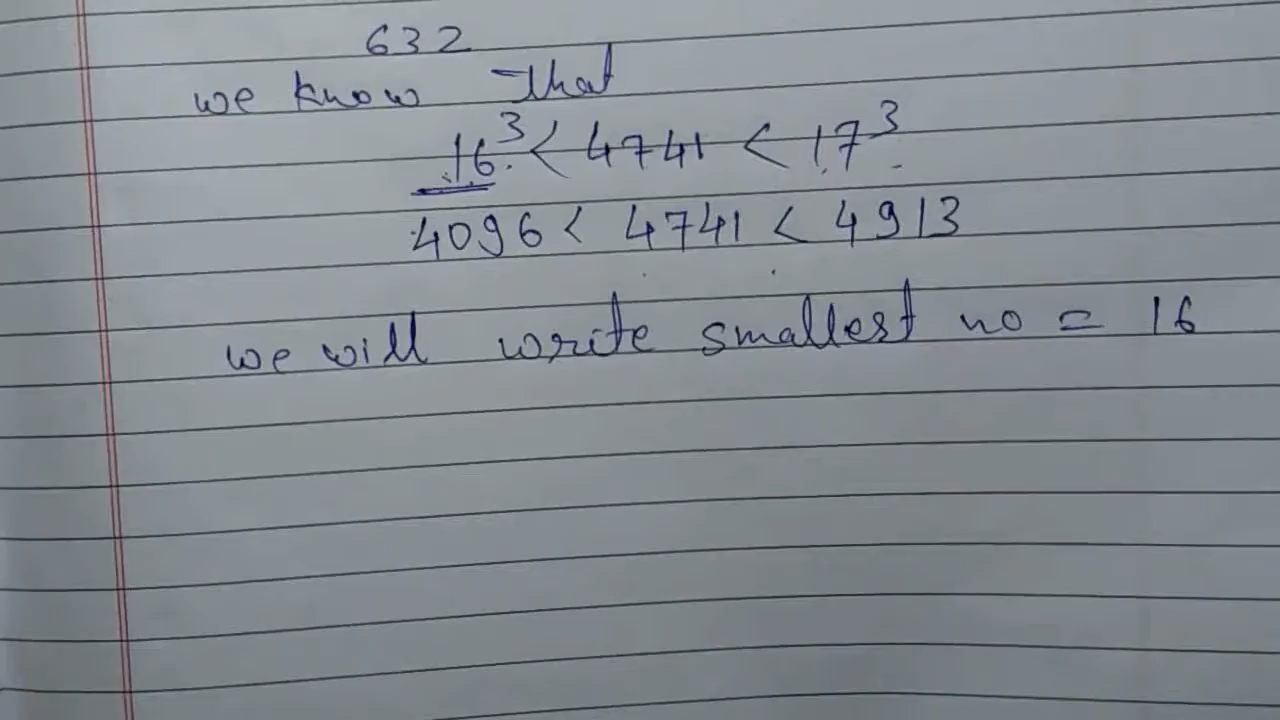 632
we know that
16³ < 4741 < 17³
4096 < 4741 < 4913
we will write smallest no = 16